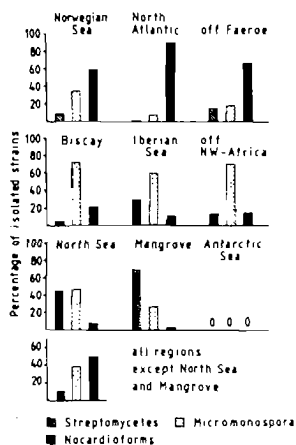 Norwegian Sea
North Atlantic
off Faeroe
100
80
60
40
20
Biscay
Iberian Sea
off NW-Africa
80
60
40
20
North Sea
Mangrove
Antarctic Sea
80
60
40
20
0 0 0
60
40
20
all regions
except North Sea
and Mangrove
Percentage of isolated strains
Streptomycetes
Micromonospora
Nocardioforms